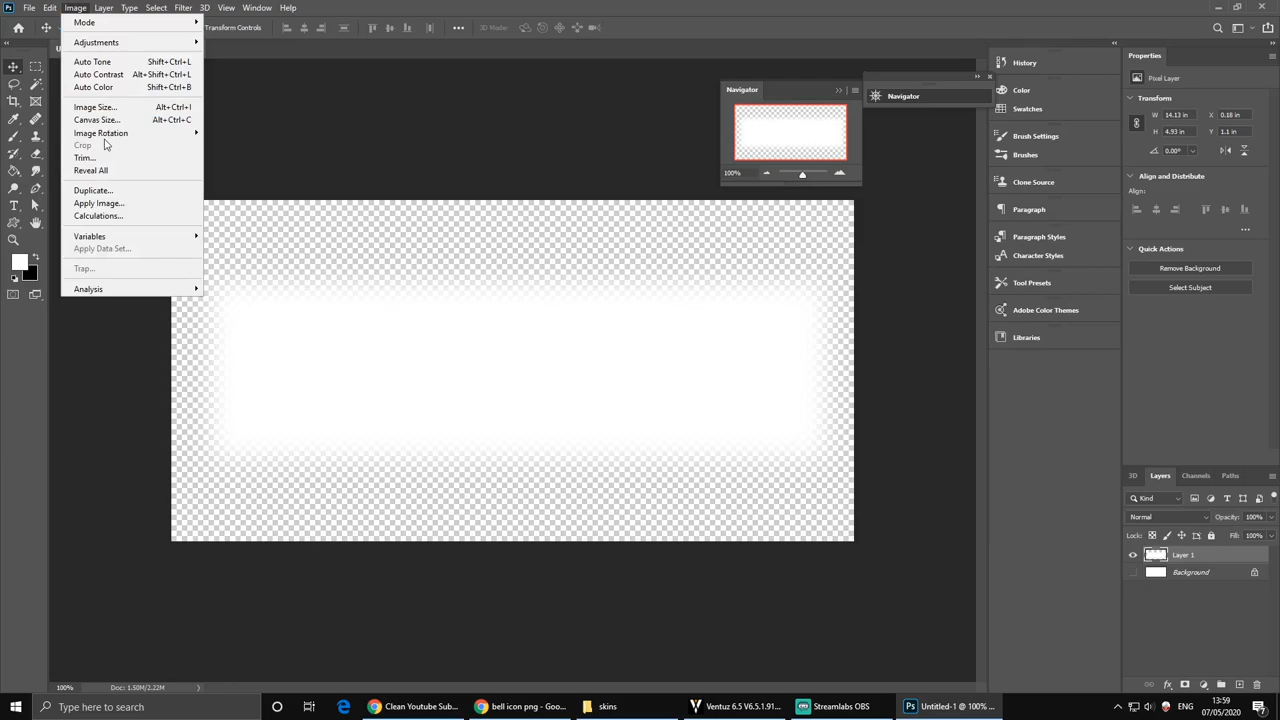 Ps File Edit Image Layer Type Select Filter 3D View Window Help
Transform Controls
3D Mode:
Mode
Adjustments
Auto Tone Shift+Ctrl+L
Auto Contrast Alt+Shift+Ctrl+L
Auto Color Shift+Ctrl+B
Image Size... Alt+Ctrl+I
Canvas Size... Alt+Ctrl+C
Image Rotation
Crop
Trim...
Reveal All
Duplicate...
Apply Image...
Calculations...
Variables
Apply Data Set...
Trap...
Analysis
Navigator
100%
Navigator
History
Color
Swatches
Brush Settings
Brushes
Clone Source
Paragraph
Paragraph Styles
Character Styles
Tool Presets
Adobe Color Themes
Libraries
Properties
Pixel Layer
Transform
W: 14.13 in X: 0.18 in
H: 4.93 in Y: 1.1 in
0.00°
Align and Distribute
Align:
Quick Actions
Remove Background
Select Subject
3D Layers Channels Paths
Kind
Normal Opacity: 100%
Lock: Fill: 100%
Layer 1
Background
100% Doc: 1.50M/2.22M
Type here to search
Clean Youtube Sub...
bell icon png - Goo...
skins
Ventuz 6.5 V6.5.1.91...
Streamlabs OBS
Ps Untitled-1 @ 100% ...
13:59
07/05/2020